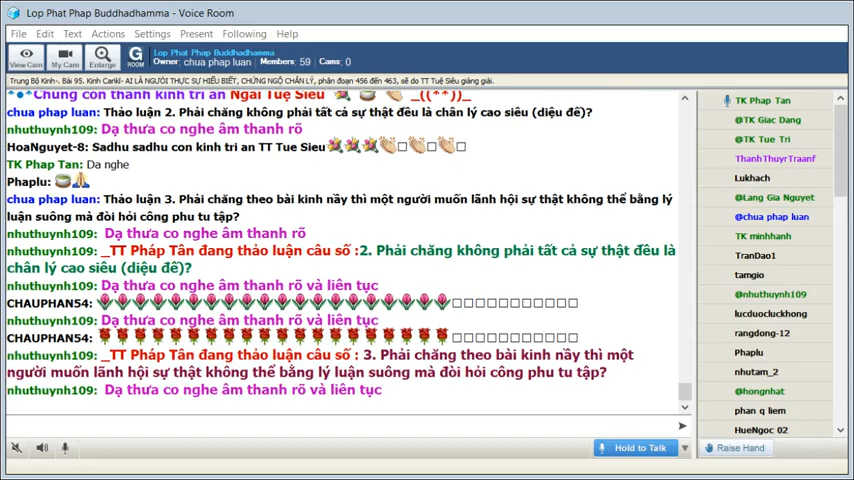 Lop Phat Phap Buddhadhamma - Voice Room
File Edit Text Actions Settings Present Following Help
View Cam My Cam Enlarge G ROOM
Lop Phat Phap Buddhadhamma
Owner: chua phap luan Members: 59 Cams: 0
Trung Bộ Kinh-. Bài 95. Kinh Cankī- AI LÀ NGƯỜI THỰC SỰ HIỂU BIẾT, CHỨNG NGỘ CHÂN LÝ, phân đoạn 456 đến 463, sẽ do TT Tuệ Siêu giảng giải.
*•●*Chúng con thành kính tri ân Ngài Tuệ Siêu _((**))_
chua phap luan: Thảo luận 2. Phải chăng không phải tất cả sự thật đều là chân lý cao siêu (diệu đế)?
nhuthuynh109: Dạ thưa co nghe âm thanh rõ
HoaNguyet-8: Sadhu sadhu con kinh tri an TT Tue Sieu
TK Phap Tan: Da nghe
Phaplu:
chua phap luan: Thảo luận 3. Phải chăng theo bài kinh nầy thì một người muốn lãnh hội sự thật không thể bằng lý
luận suông mà đòi hỏi công phu tu tập?
nhuthuynh109: Dạ thưa co nghe âm thanh rõ
nhuthuynh109: _TT Pháp Tân đang thảo luận câu số :2. Phải chăng không phải tất cả sự thật đều là
chân lý cao siêu (diệu đế)?
nhuthuynh109: Dạ thưa co nghe âm thanh rõ và liên tục
CHAUPHAN54:
nhuthuynh109: Dạ thưa co nghe âm thanh rõ và liên tục
CHAUPHAN54:
nhuthuynh109: _TT Pháp Tân đang thảo luận câu số : 3. Phải chăng theo bài kinh nầy thì một
người muốn lãnh hội sự thật không thể bằng lý luận suông mà đòi hỏi công phu tu tập?
nhuthuynh109: Dạ thưa co nghe âm thanh rõ và liên tục
TK Phap Tan
@TK Giac Dang
@TK Tue Tri
ThanhThuyrTraanf
Lukhach
@Lang Gia Nguyet
@chua phap luan
TK minhhanh
TranDao1
tamgio
@nhuthuynh109
lucduocluckhong
rangdong-12
Phaplu
nhutam_2
@hongnhat
phan q liem
HueNgoc 02
Hold to Talk
Raise Hand